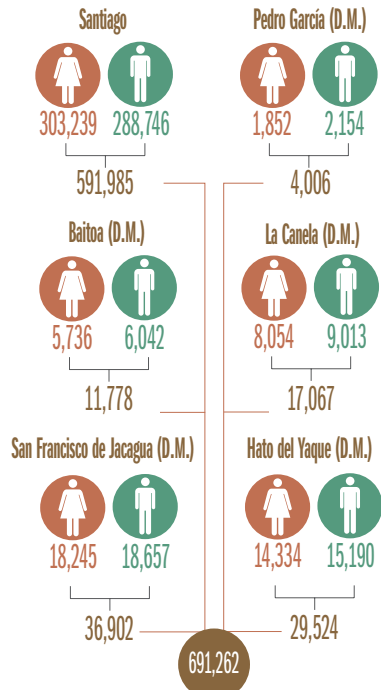 Santiago
303,239 288,746
591,985
Pedro García (D.M.)
1,852 2,154
4,006
Baitoa (D.M.)
5,736 6,042
11,778
La Canela (D.M.)
8,054 9,013
17,067
San Francisco de Jacagua (D.M.)
18,245 18,657
36,902
Hato del Yaque (D.M.)
14,334 15,190
29,524
691,262